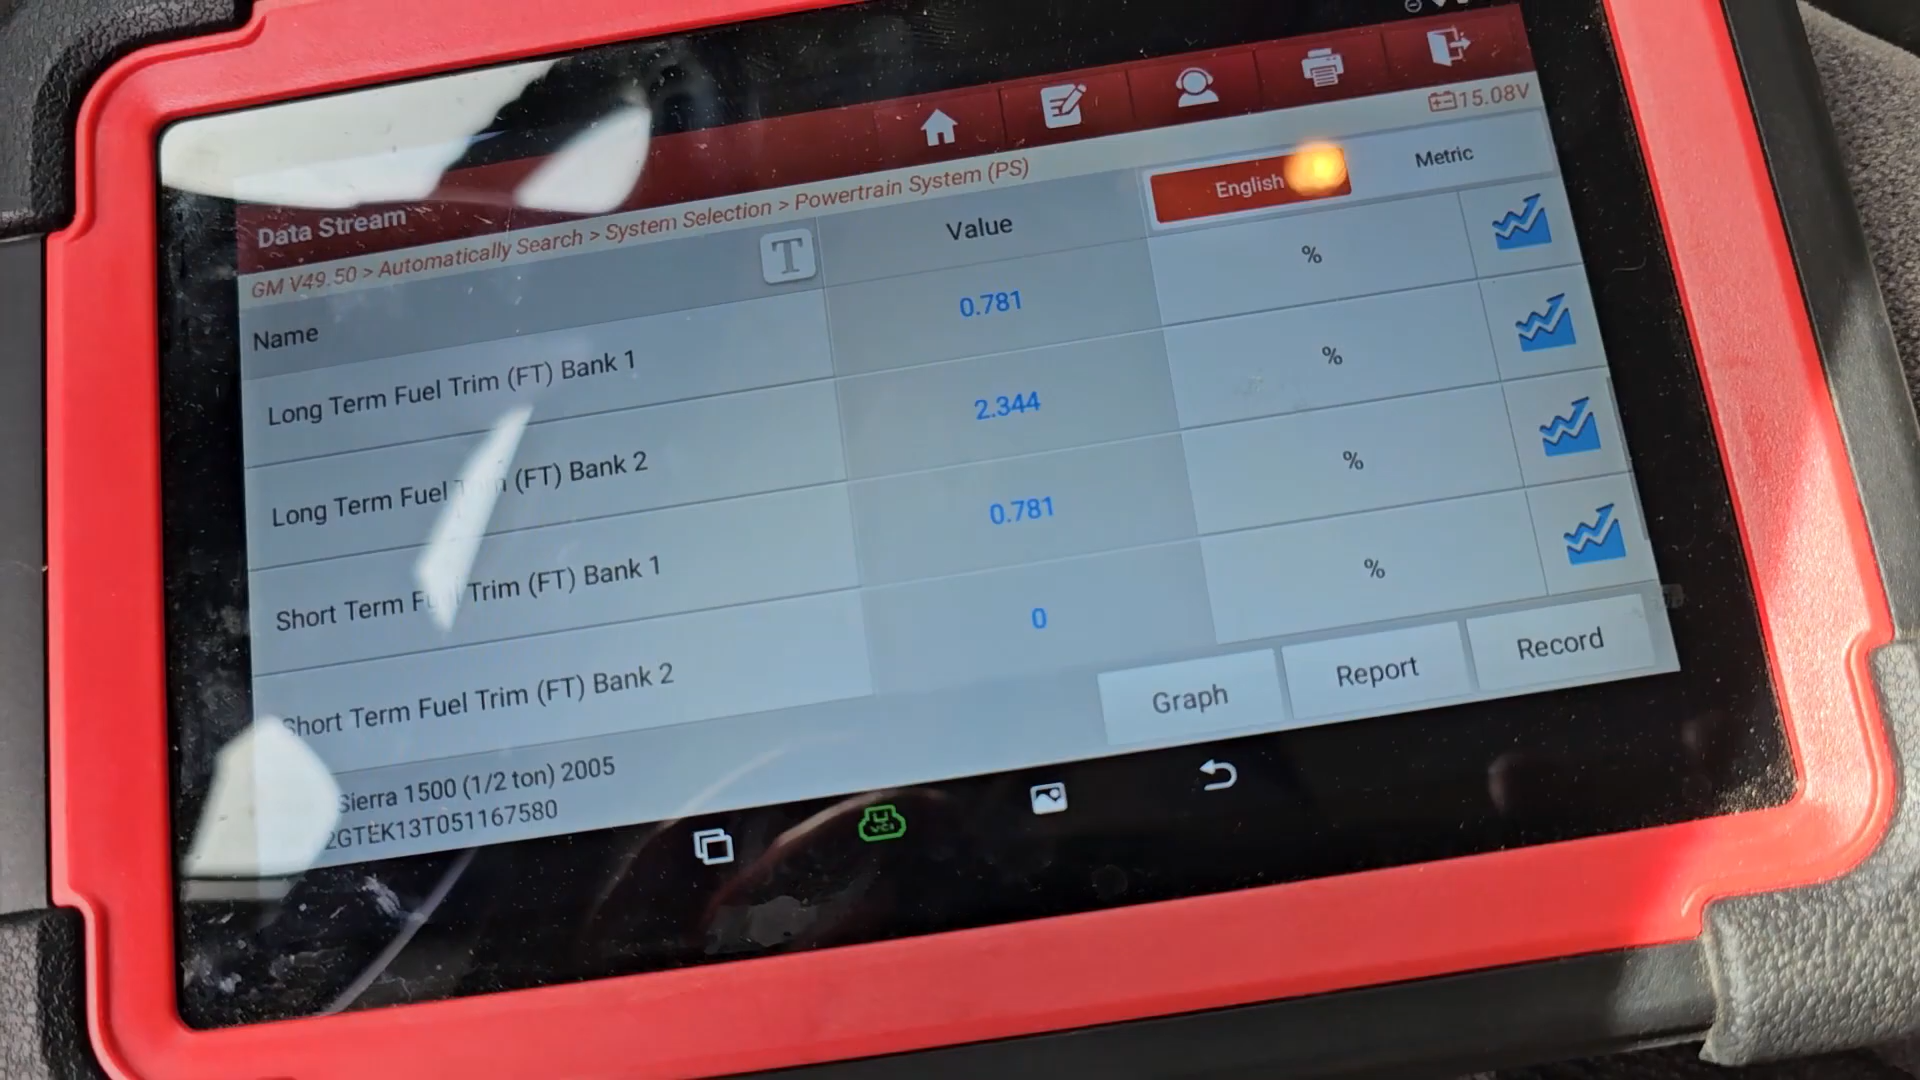 15.08V
Data Stream
GM V49.50 > Automatically Search > System Selection > Powertrain System (PS)
Name T Value English Metric
Long Term Fuel Trim (FT) Bank 1 0.781 %
Long Term Fuel (FT) Bank 2 2.344 %
Short Term Trim (FT) Bank 1 0.781 %
Short Term Fuel Trim (FT) Bank 2 0 %
Graph Report Record
Sierra 1500 (1/2 ton) 2005
2GTEK13T051167580
VCI